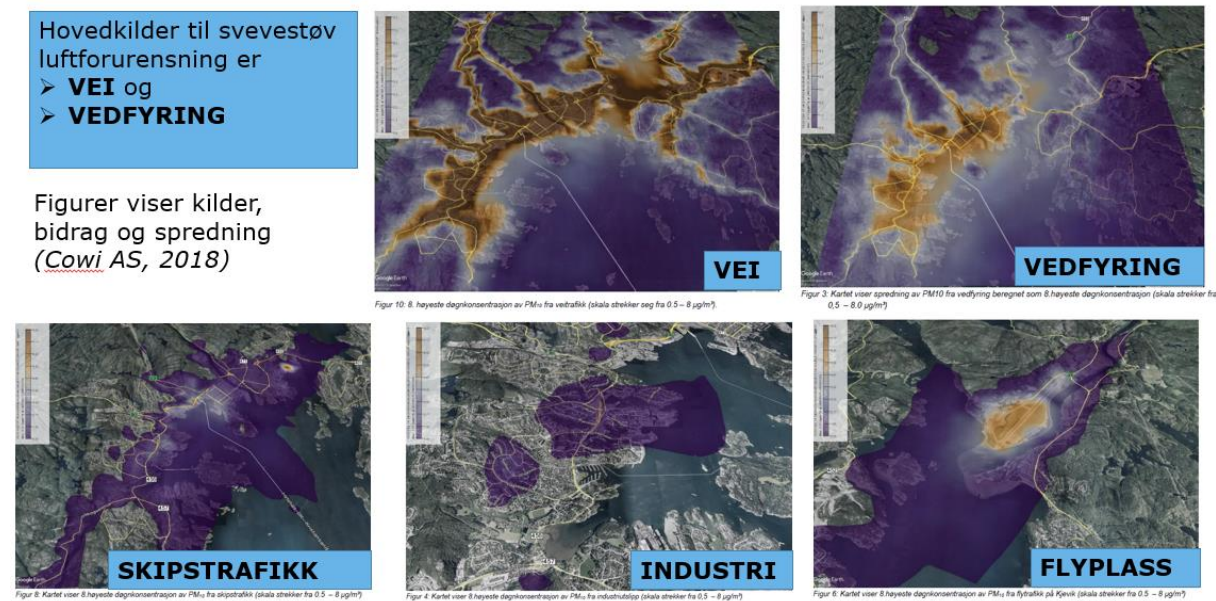 Hovedkilder til svevestøv
luftforurensning er
➢ VEI og
➢ VEDFYRING
Figurer viser kilder,
bidrag og spredning
(Cowi AS, 2018)
Google Earth
VEI
Figur 10: 8. høyeste døgnkonsentrasjon av PM₁₀ fra veitrafikk (skala strekker seg fra 0.5 – 8 µg/m³).
VEDFYRING
Figur 3: Kartet viser spredning av PM10 fra vedfyring beregnet som 8.høyeste døgnkonsentrasjon (skala strekker fra
0,5 – 8.0 µg/m³)
Google Earth
SKIPSTRAFIKK
Figur 8: Kartet viser 8.høyeste døgnkonsentrasjon av PM₁₀ fra skipstrafikk (skala strekker fra 0.5 – 8 µg/m³)
INDUSTRI
Figur 4: Kartet viser 8.høyeste døgnkonsentrasjon av PM₁₀ fra industriutslipp (skala strekker fra 0,5 – 8 µg/m³)
Google Earth
FLYPLASS
Figur 6: Kartet viser 8.høyeste døgnkonsentrasjon av PM₁₀ fra flytrafikk på Kjevik (skala strekker fra 0.5 – 8 µg/m³)